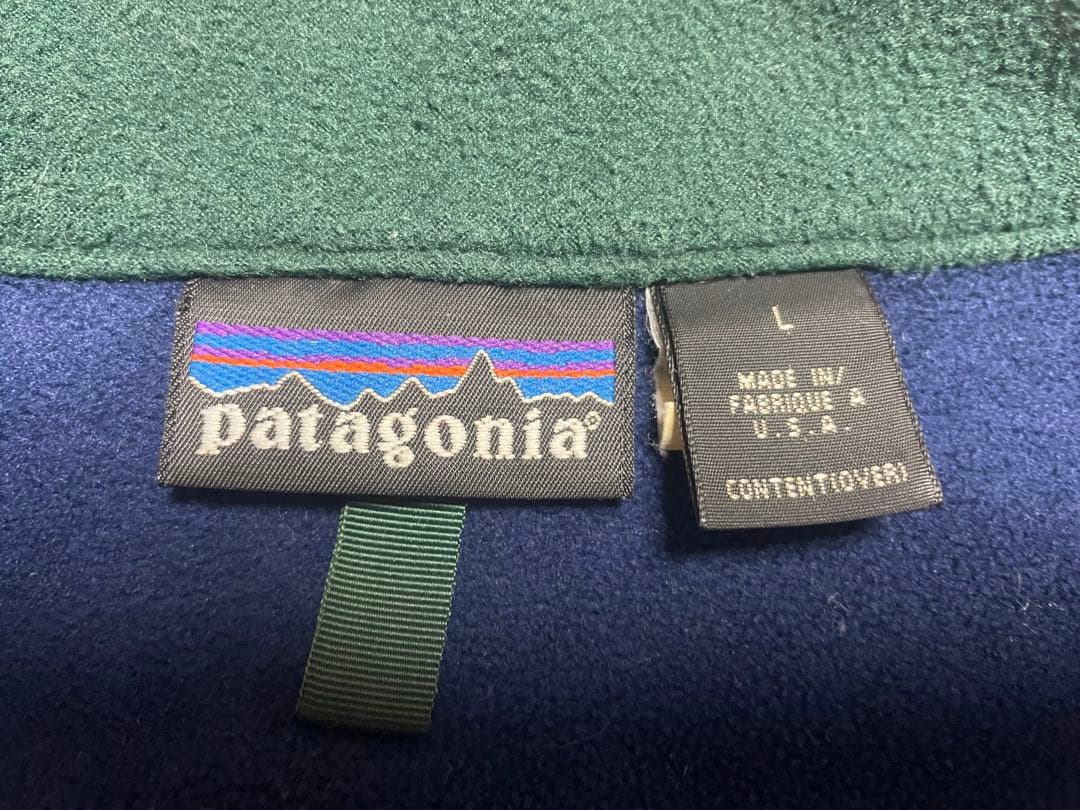 patagonia®
L
MADE IN/
FABRIQUE A
U.S.A.
CONTENT(OVER)